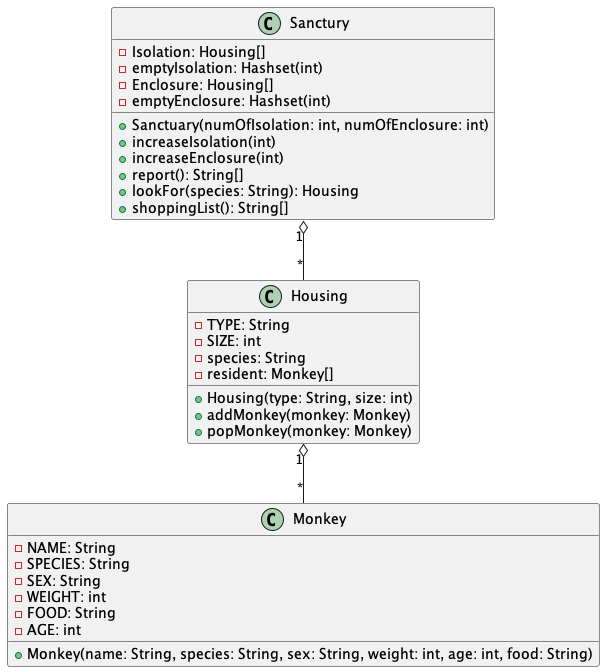 C Sanctury
Isolation: Housing[]
emptyIsolation: Hashset(int)
Enclosure: Housing[]
emptyEnclosure: Hashset(int)
Sanctuary(numOfIsolation: int, numOfEnclosure: int)
increaseIsolation(int)
increaseEnclosure(int)
report(): String[]
lookFor(species: String): Housing
shoppingList(): String[]
1
*
C Housing
TYPE: String
SIZE: int
species: String
resident: Monkey[]
Housing(type: String, size: int)
addMonkey(monkey: Monkey)
popMonkey(monkey: Monkey)
1
*
C Monkey
NAME: String
SPECIES: String
SEX: String
WEIGHT: int
FOOD: String
AGE: int
Monkey(name: String, species: String, sex: String, weight: int, age: int, food: String)